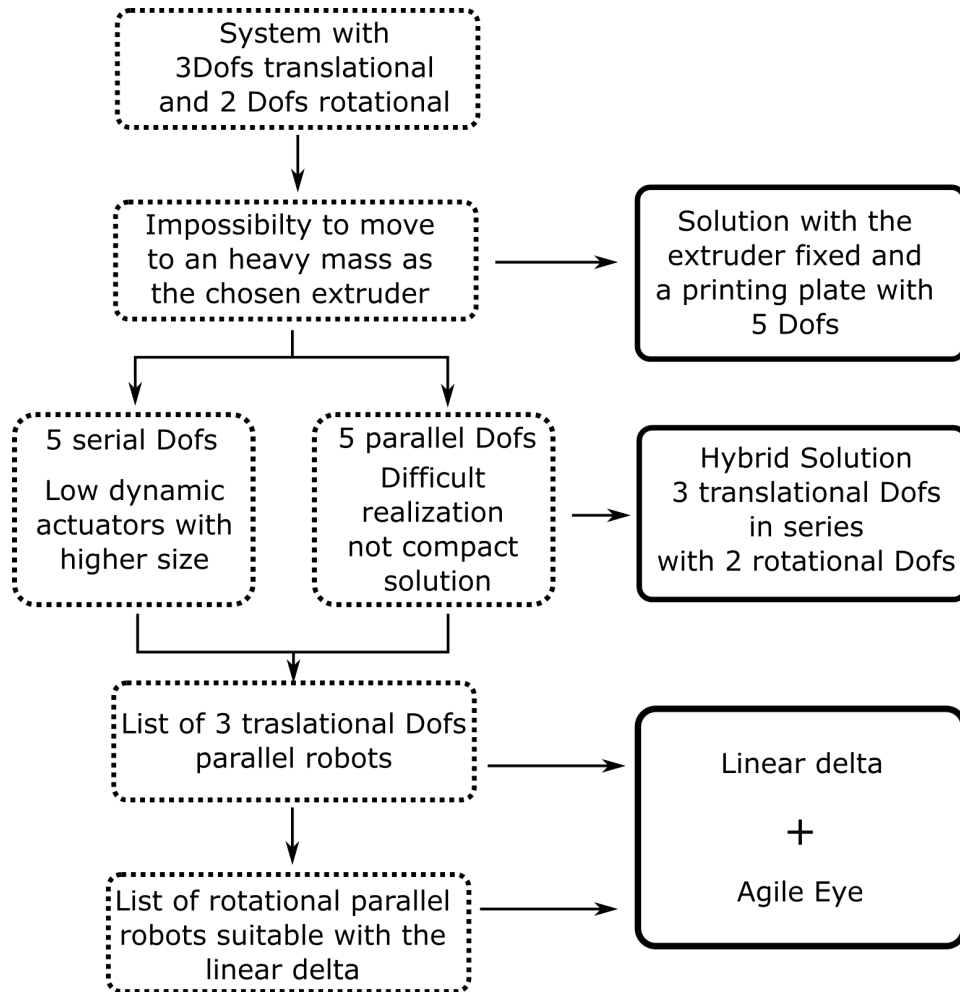 System with
3Dofs translational
and 2 Dofs rotational
Impossibilty to move
to an heavy mass as
the chosen extruder
Solution with the
extruder fixed and
a printing plate with
5 Dofs
5 serial Dofs
Low dynamic
actuators with
higher size
5 parallel Dofs
Difficult
realization
not compact
solution
Hybrid Solution
3 translational Dofs
in series
with 2 rotational Dofs
List of 3 traslational Dofs
parallel robots
Linear delta
+
Agile Eye
List of rotational parallel
robots suitable with the
linear delta